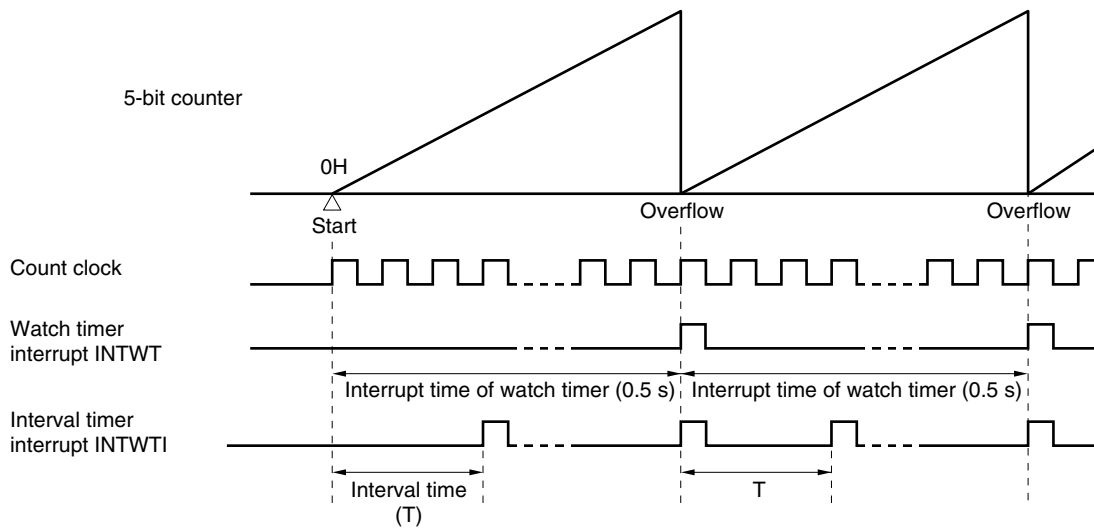 5-bit counter
0H
Start
Overflow
Overflow
Count clock
Watch timer
interrupt INTWT
Interrupt time of watch timer (0.5 s)
Interrupt time of watch timer (0.5 s)
Interval timer
interrupt INTWTI
Interval time
(T)
T